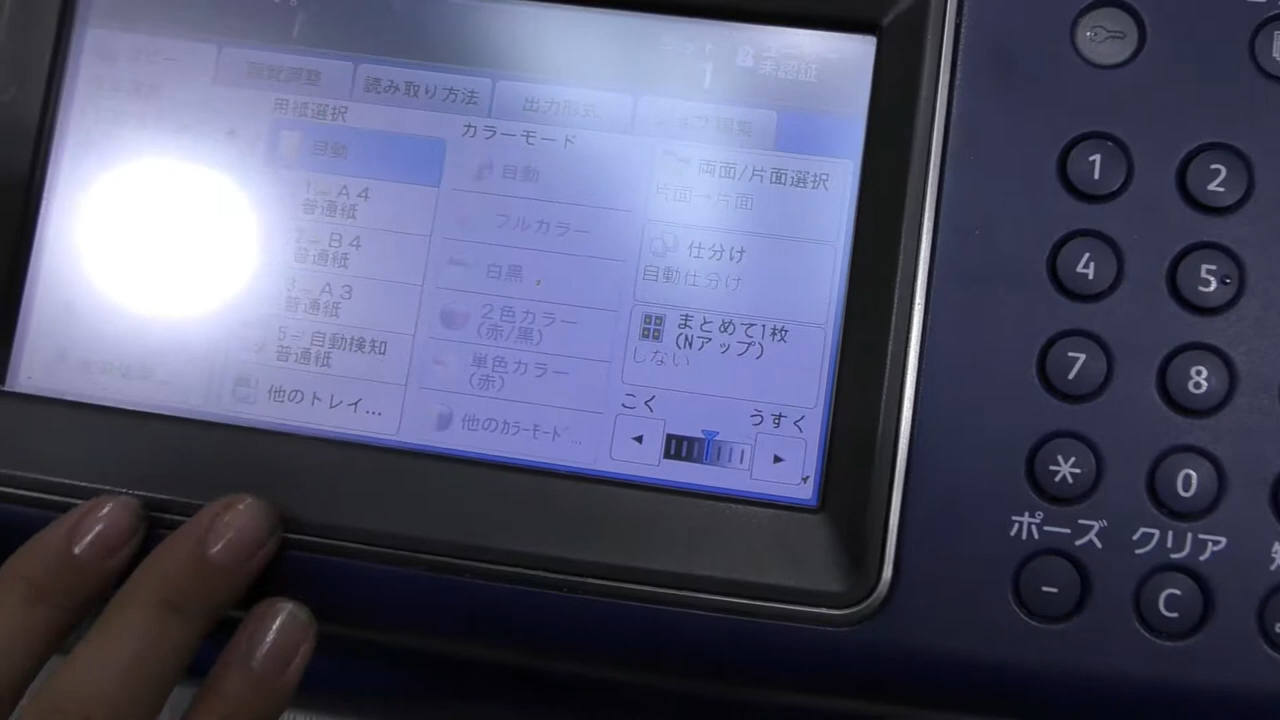 未認証
1
画質調整
読み取り方法
出力形式
用紙選択
自動
1- A4
普通紙
2- B4
普通紙
3- A3
普通紙
5- 自動検知
普通紙
他のトレイ...
カラーモード
自動
フルカラー
白黒
2色カラー
(赤/黒)
単色カラー
(赤)
他のカラーモード...
両面/片面選択
片面→片面
仕分け
自動仕分け
まとめて1枚
(Nアップ)
しない
こく
うすく
1
2
4
5
7
8
*
0
ポーズ
クリア
-
C